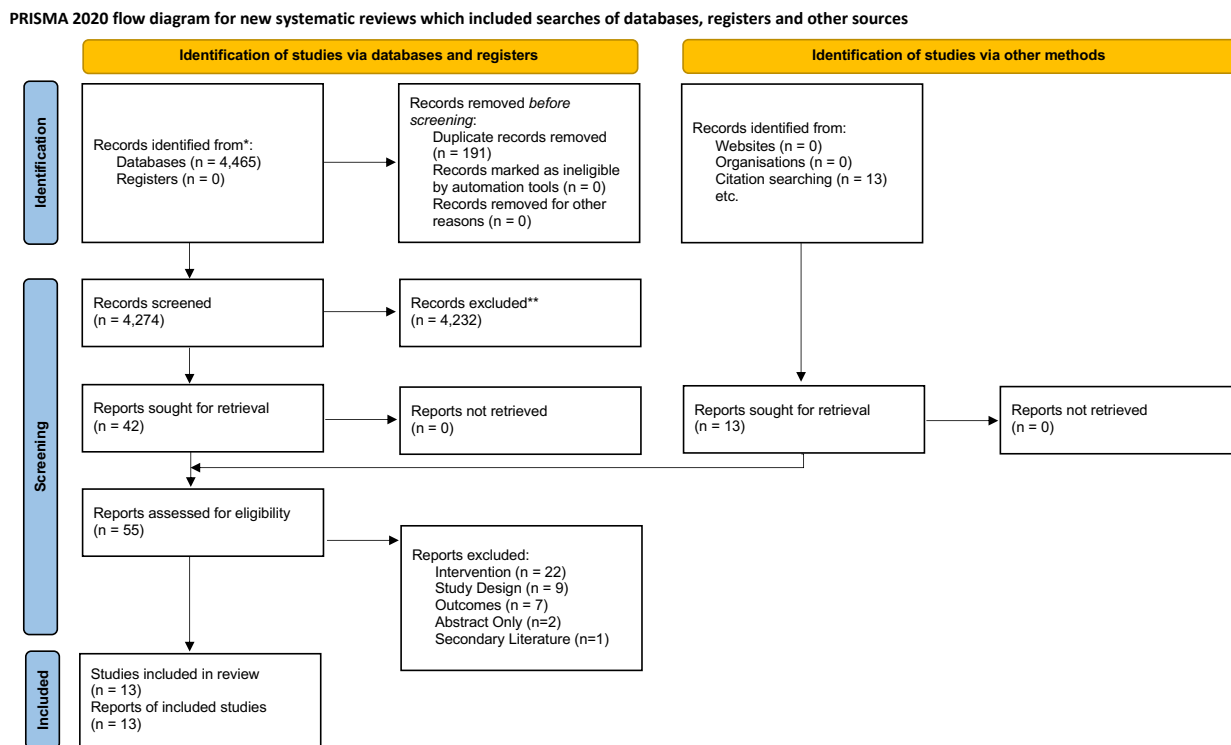 PRISMA 2020 flow diagram for new systematic reviews which included searches of databases, registers and other sources
Identification of studies via databases and registers
Identification of studies via other methods
Identification
Records identified from*:
Databases (n = 4,465)
Registers (n = 0)
Records removed before
screening:
Duplicate records removed
(n = 191)
Records marked as ineligible
by automation tools (n = 0)
Records removed for other
reasons (n = 0)
Records identified from:
Websites (n = 0)
Organisations (n = 0)
Citation searching (n = 13)
etc.
Screening
Records screened
(n = 4,274)
Records excluded**
(n = 4,232)
Reports sought for retrieval
(n = 42)
Reports not retrieved
(n = 0)
Reports sought for retrieval
(n = 13)
Reports not retrieved
(n = 0)
Reports assessed for eligibility
(n = 55)
Reports excluded:
Intervention (n = 22)
Study Design (n = 9)
Outcomes (n = 7)
Abstract Only (n=2)
Secondary Literature (n=1)
Included
Studies included in review
(n = 13)
Reports of included studies
(n = 13)